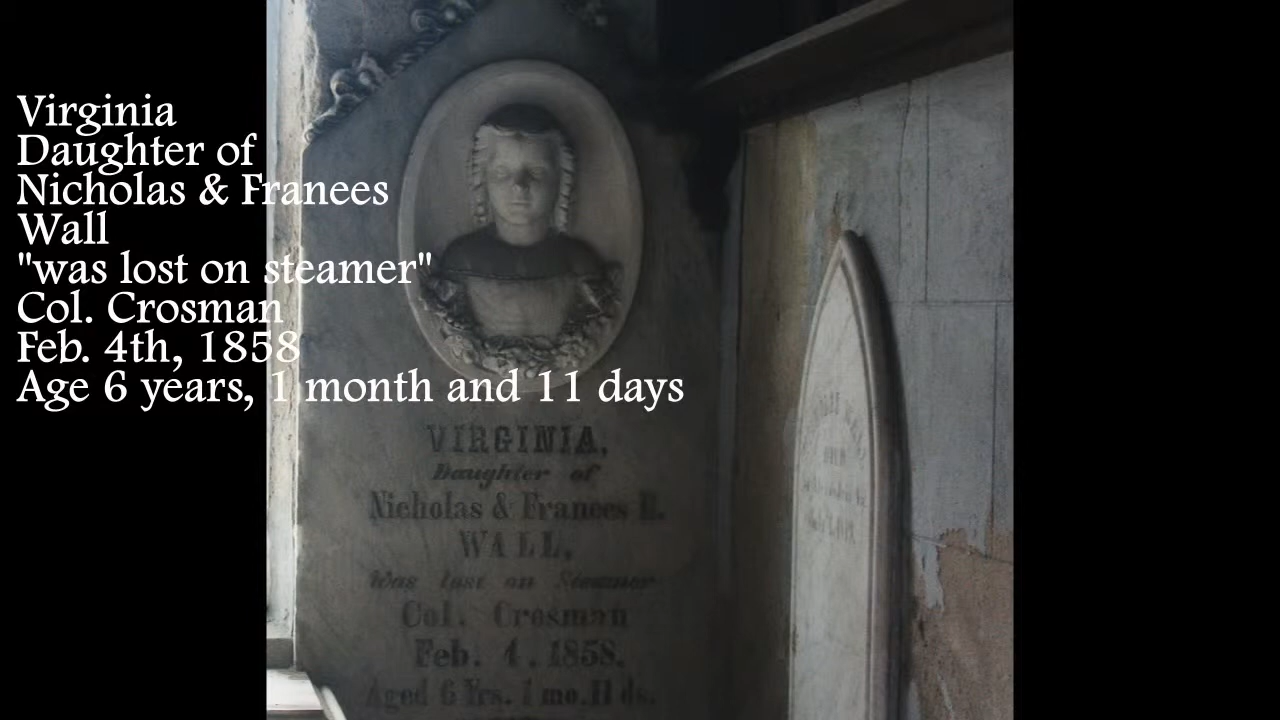 Virginia
Daughter of
Nicholas & Franees
Wall
"was lost on steamer"
Col. Crosman
Feb. 4th, 1858
Age 6 years, 1 month and 11 days
VIRGINIA,
Daughter of
Nicholas & Frances E.
WALL,
Was lost on Steamer
Col. Crosman
Feb. 4. 1858.
Aged 6 Yrs. 1 mo. 11 ds.